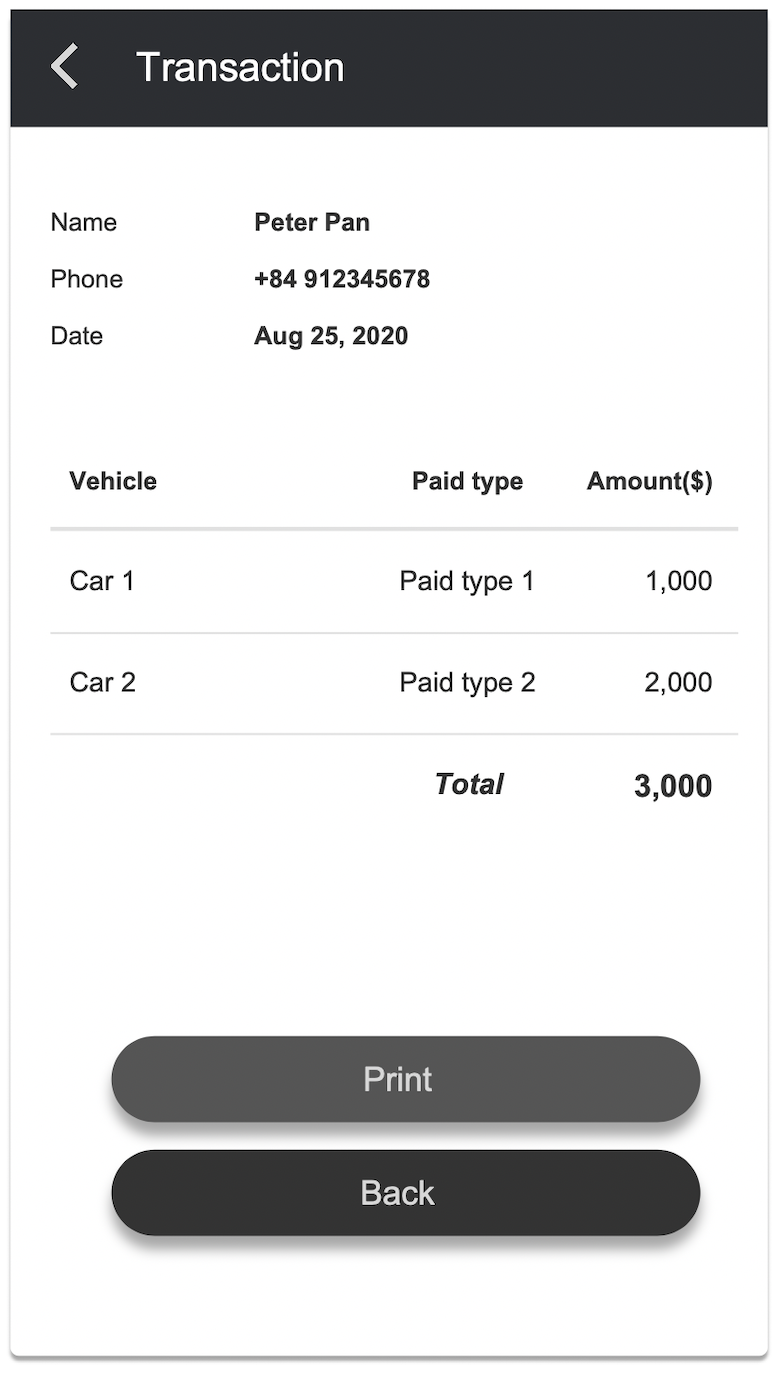 Transaction
Name Peter Pan
Phone +84 912345678
Date Aug 25, 2020
Vehicle Paid type Amount($)
Car 1 Paid type 1 1,000
Car 2 Paid type 2 2,000
Total 3,000
Print
Back